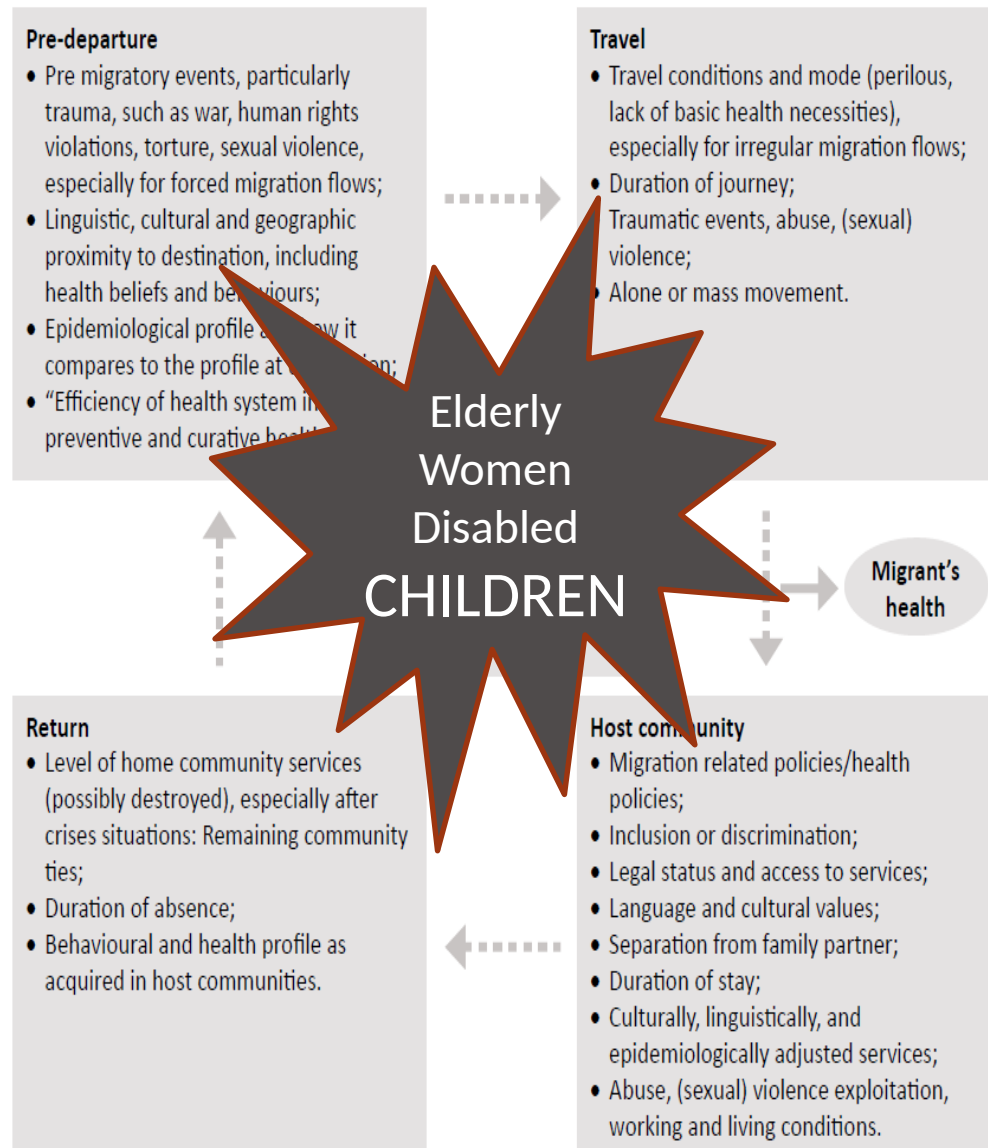 Pre-departure
• Pre migratory events, particularly
trauma, such as war, human rights
violations, torture, sexual violence,
especially for forced migration flows;
• Linguistic, cultural and geographic
proximity to destination, including
health beliefs and behaviours;
• Epidemiological profile a ow it
compares to the profile at on;
• “Efficiency of health system in
preventive and curative
Travel
• Travel conditions and mode (perilous,
lack of basic health necessities),
especially for irregular migration flows;
• Duration of journey;
Traumatic events, abuse, (sexual)
violence;
• Alone or mass movement.
Elderly
Women
Disabled
CHILDREN
Migrant’s
health
Return
• Level of home community services
(possibly destroyed), especially after
crises situations: Remaining community
ties;
• Duration of absence;
• Behavioural and health profile as
acquired in host communities.
Host community
• Migration related policies/health
policies;
• Inclusion or discrimination;
• Legal status and access to services;
• Language and cultural values;
• Separation from family partner;
• Duration of stay;
• Culturally, linguistically, and
epidemiologically adjusted services;
• Abuse, (sexual) violence exploitation,
working and living conditions.